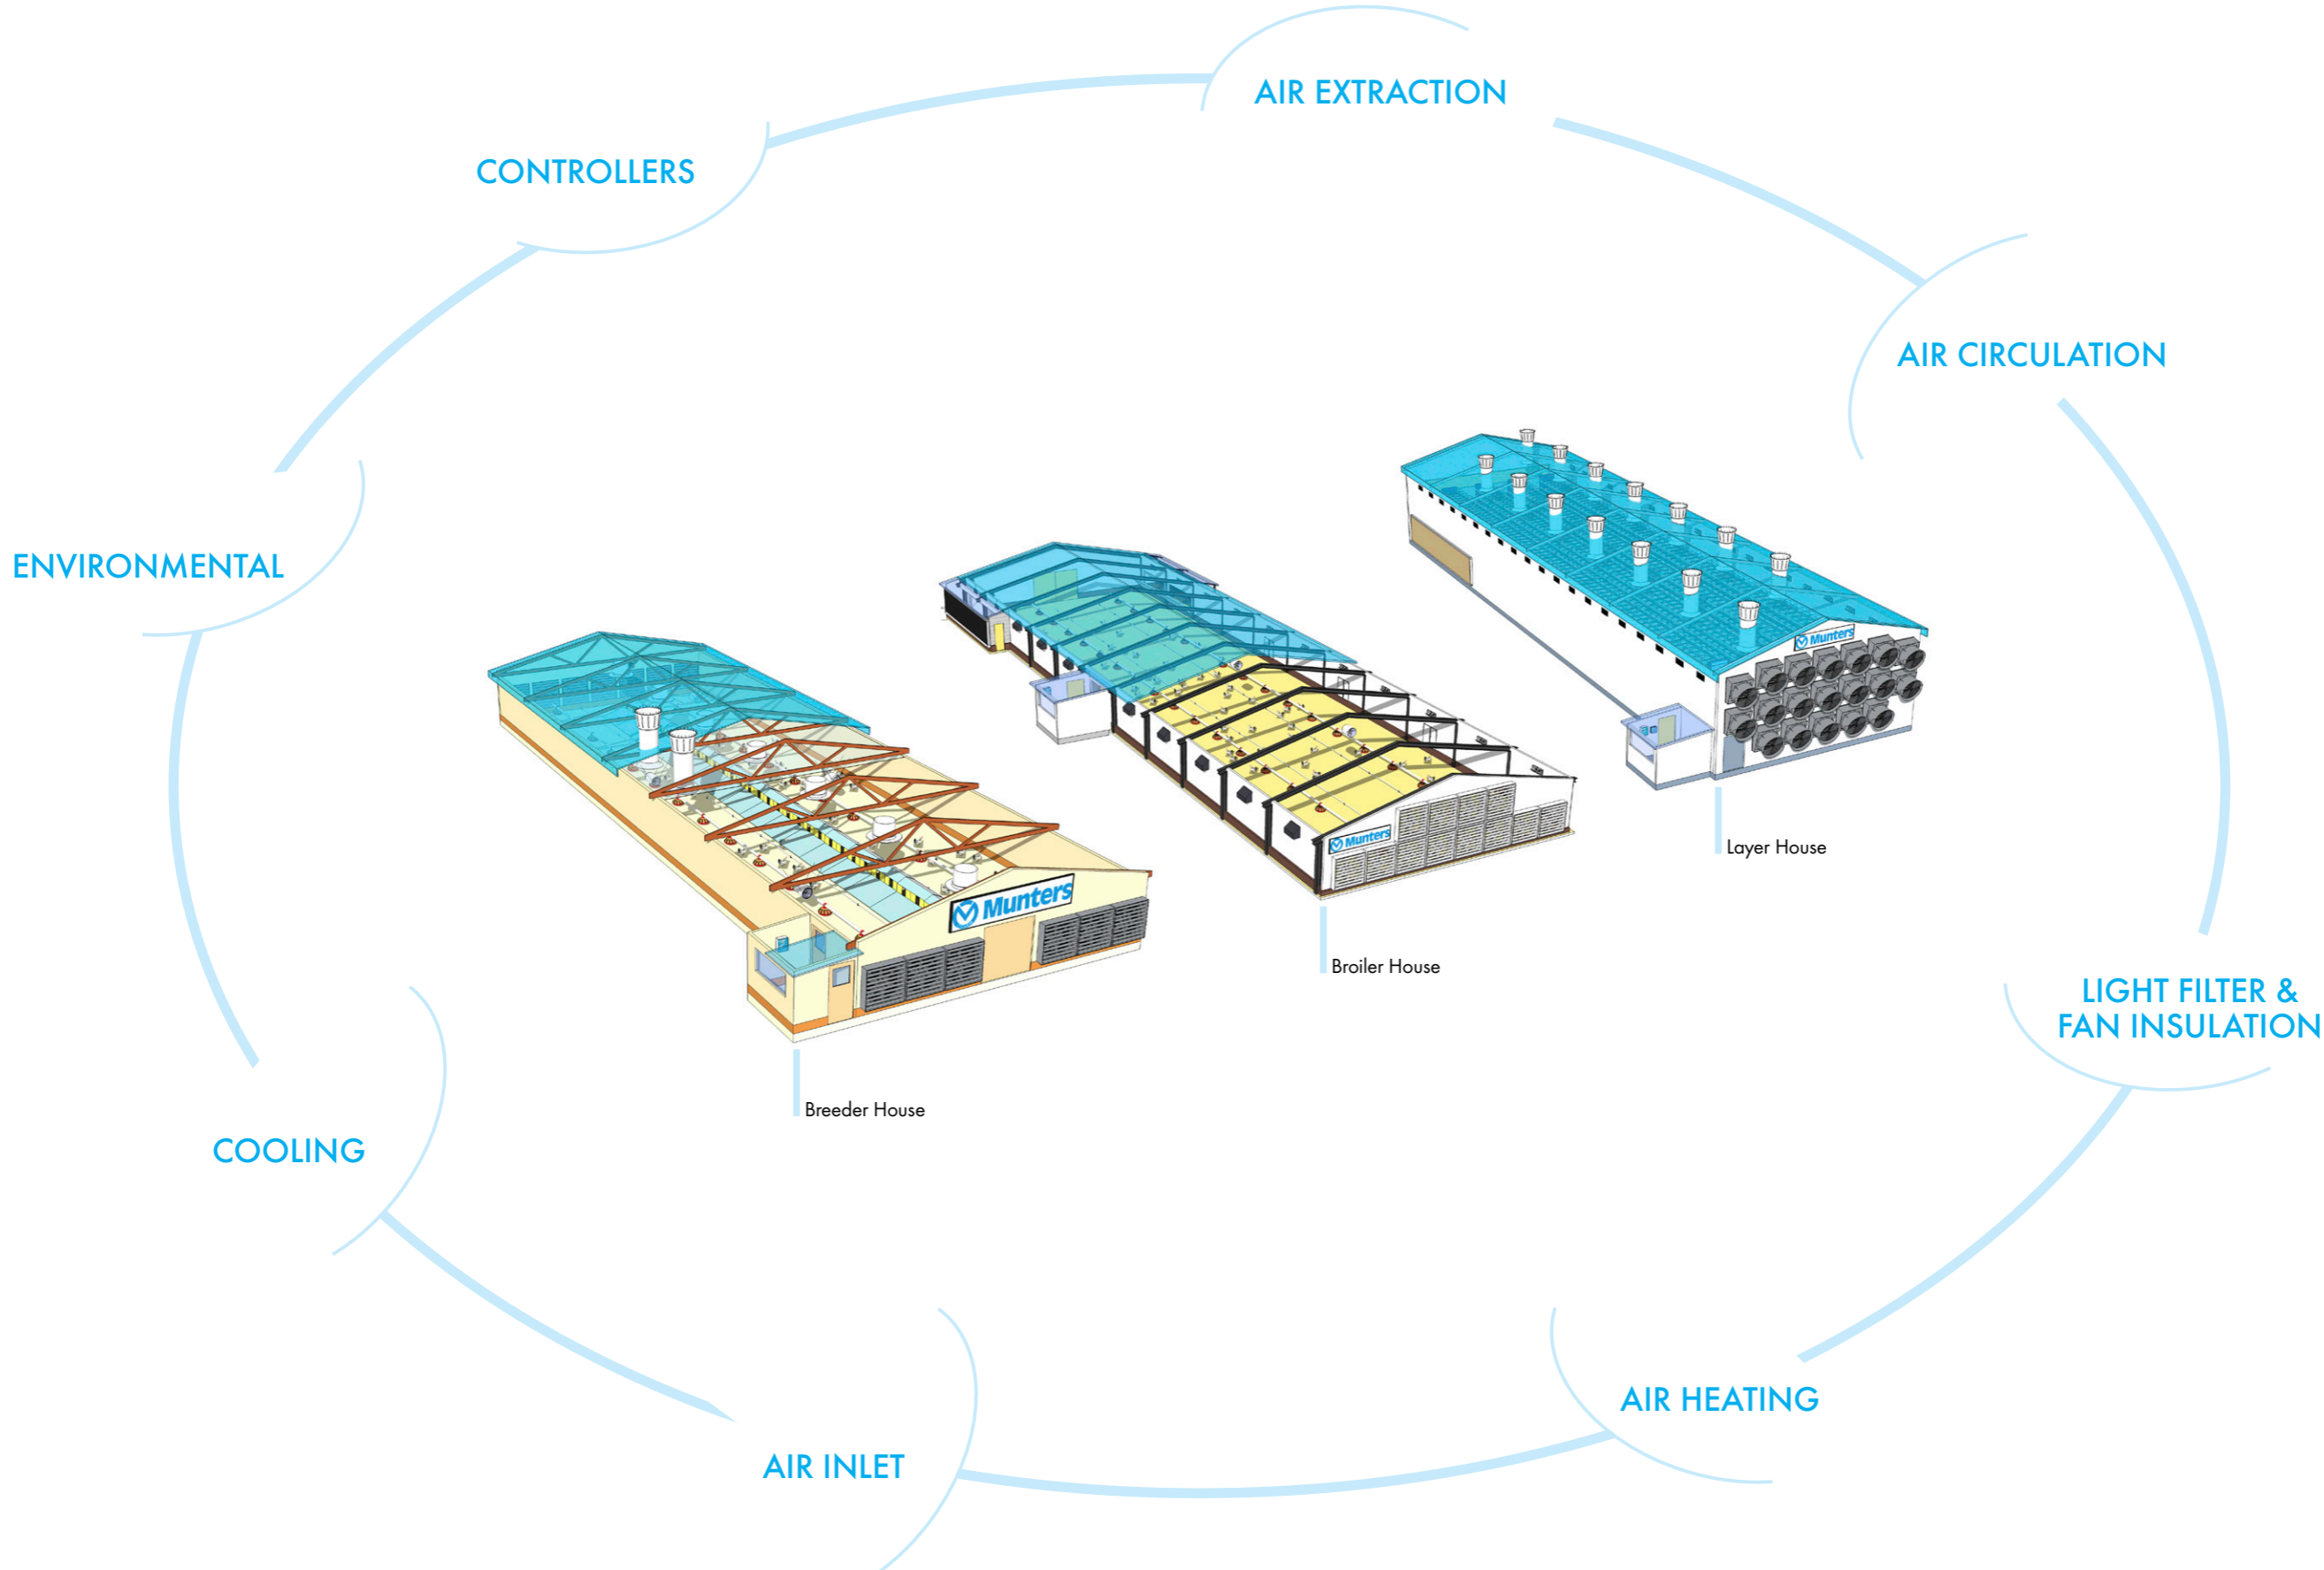 AIR EXTRACTION
CONTROLLERS
AIR CIRCULATION
ENVIRONMENTAL
Munters
Munters
Layer House
Munters
Broiler House
LIGHT FILTER &
FAN INSULATION
Breeder House
COOLING
AIR HEATING
AIR INLET